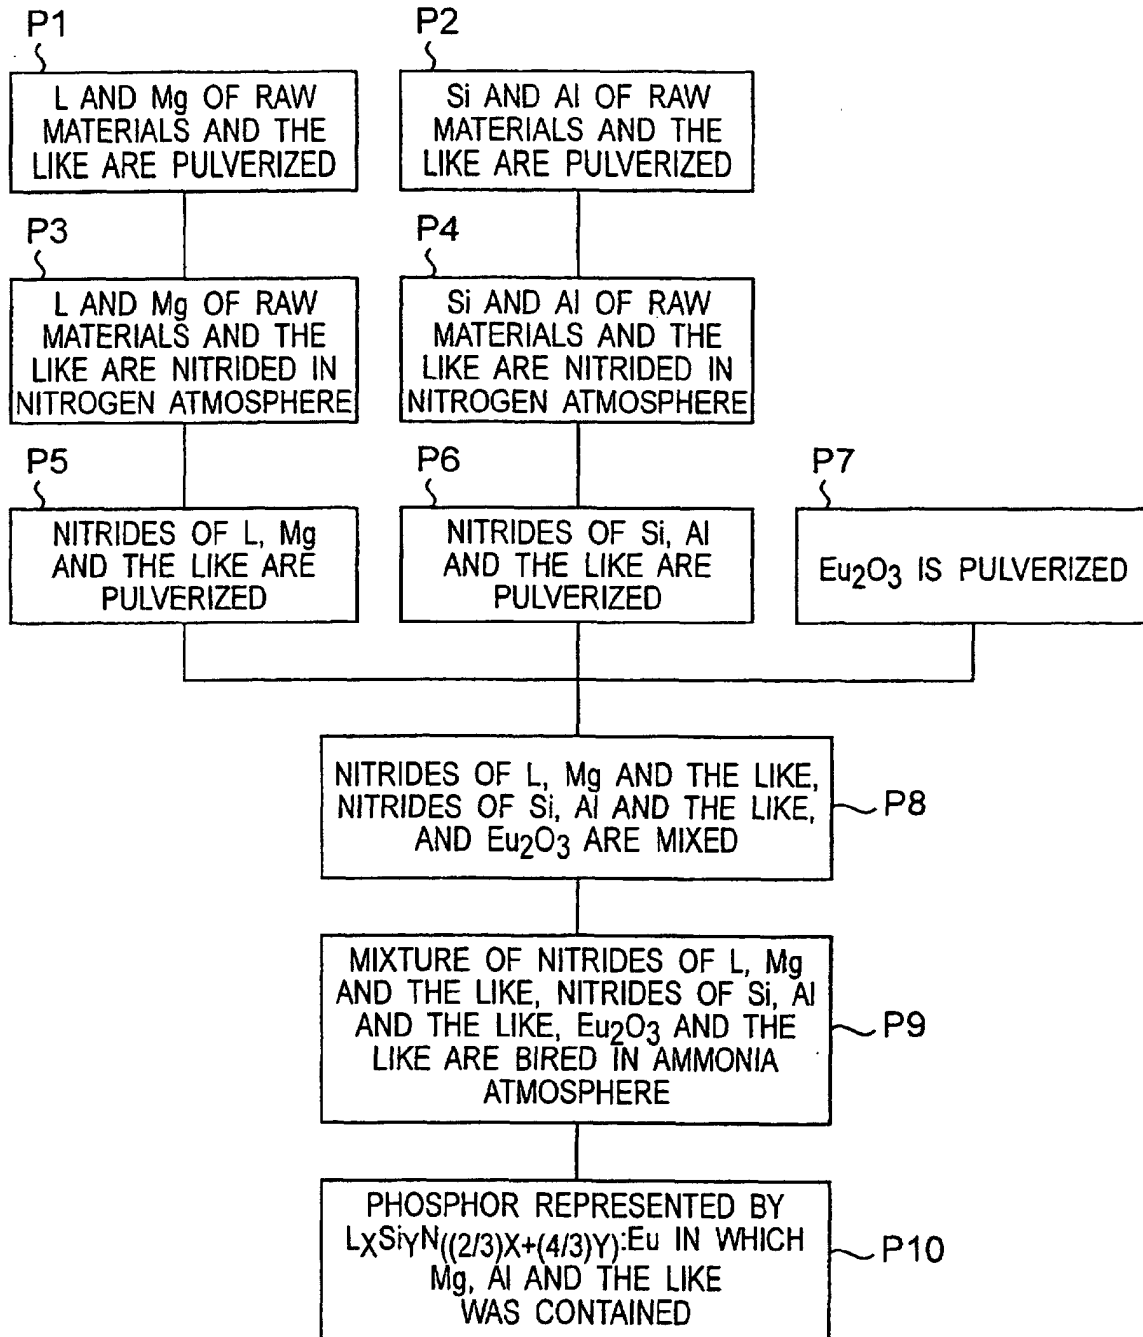 P1
L AND Mg OF RAW
MATERIALS AND THE
LIKE ARE PULVERIZED
P2
Si AND Al OF RAW
MATERIALS AND THE
LIKE ARE PULVERIZED
P3
L AND Mg OF RAW
MATERIALS AND THE
LIKE ARE NITRIDED IN
NITROGEN ATMOSPHERE
P4
Si AND Al OF RAW
MATERIALS AND THE
LIKE ARE NITRIDED IN
NITROGEN ATMOSPHERE
P5
NITRIDES OF L, Mg
AND THE LIKE ARE
PULVERIZED
P6
NITRIDES OF Si, Al
AND THE LIKE ARE
PULVERIZED
P7
Eu₂O₃ IS PULVERIZED
NITRIDES OF L, Mg AND THE LIKE,
NITRIDES OF Si, Al AND THE LIKE,
AND Eu₂O₃ ARE MIXED
P8
MIXTURE OF NITRIDES OF L, Mg
AND THE LIKE, NITRIDES OF Si, Al
AND THE LIKE, Eu₂O₃ AND THE
LIKE ARE BIRED IN AMMONIA
ATMOSPHERE
P9
PHOSPHOR REPRESENTED BY
LXSiYN((2/3)X+(4/3)Y):Eu IN WHICH
Mg, Al AND THE LIKE
WAS CONTAINED
P10